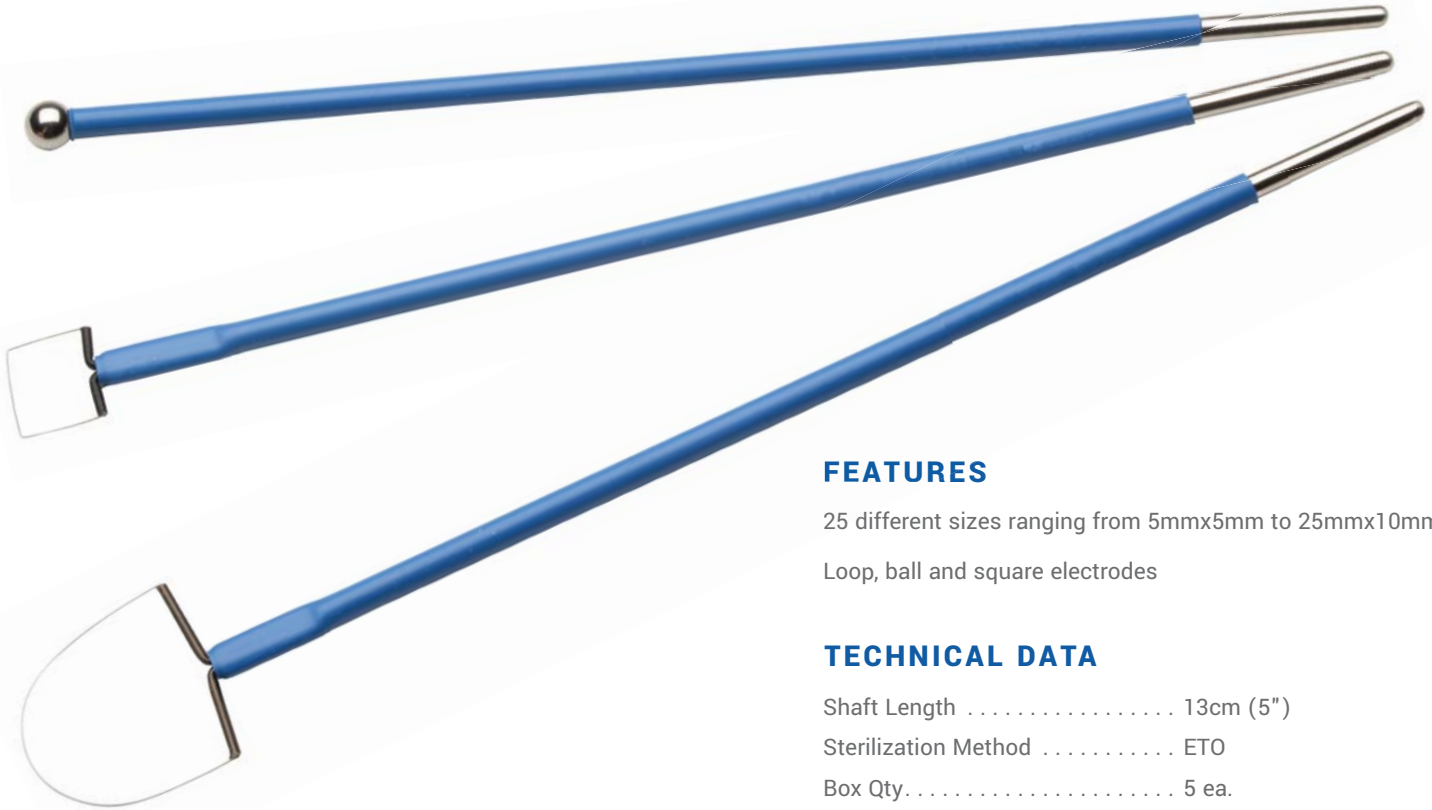 FEATURES
25 different sizes ranging from 5mmx5mm to 25mmx10mm
Loop, ball and square electrodes
TECHNICAL DATA
Shaft Length . . . . . . . . . . . . . . . . . 13cm (5")
Sterilization Method . . . . . . . . . . . ETO
Box Qty. . . . . . . . . . . . . . . . . . . . . . 5 ea.